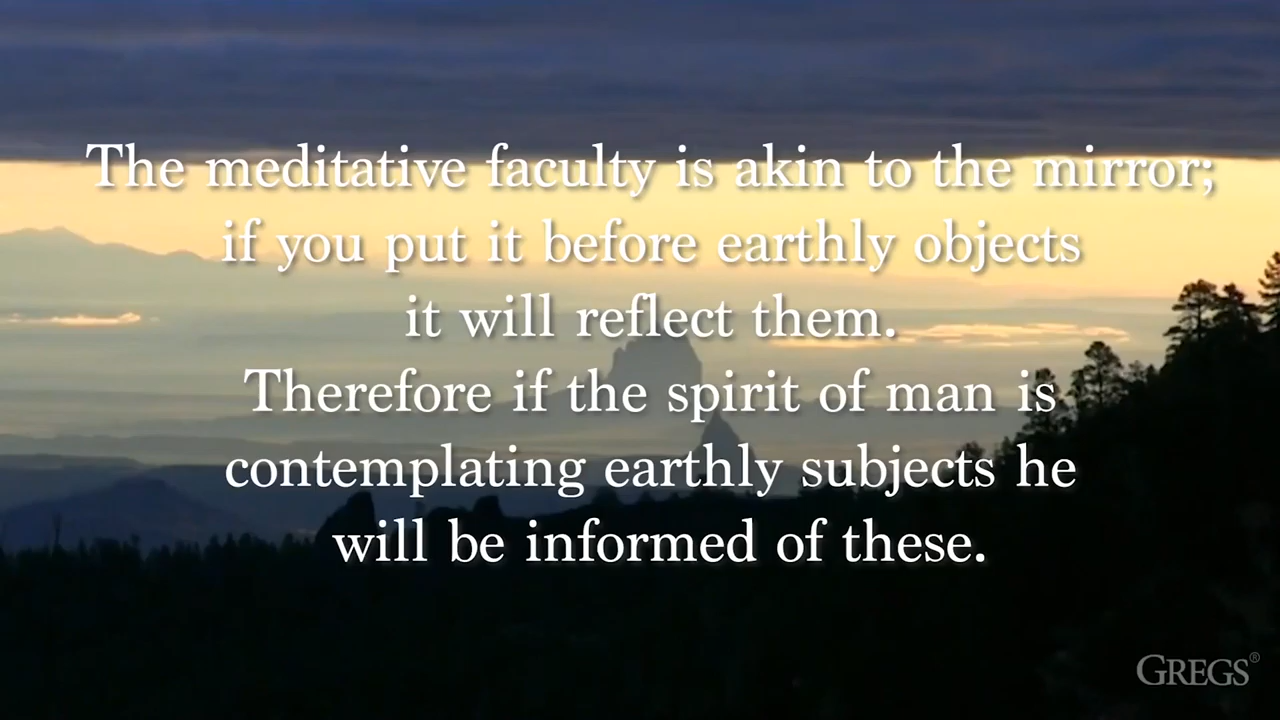 The meditative faculty is akin to the mirror;
if you put it before earthly objects
it will reflect them.
Therefore if the spirit of man is
contemplating earthly subjects he
will be informed of these.
GREGS®